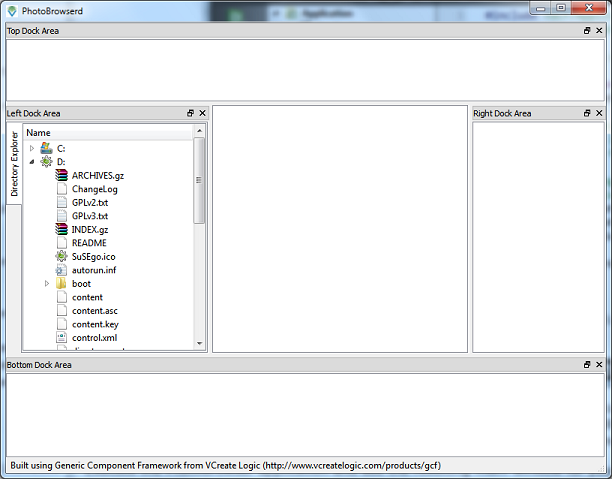 PhotoBrowserd
Top Dock Area
Left Dock Area
Right Dock Area
Directory Explorer
Name
C:
D:
ARCHIVES.gz
ChangeLog
GPLv2.txt
GPLv3.txt
INDEX.gz
README
SuSEgo.ico
autorun.inf
boot
content
content.asc
content.key
control.xml
Bottom Dock Area
Built using Generic Component Framework from VCreate Logic (http://www.vcreatelogic.com/products/gcf)